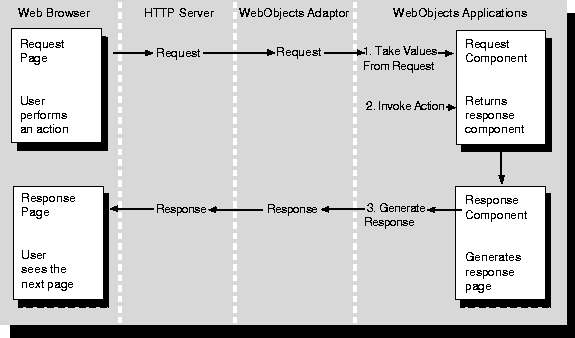 Web Browser
HTTP Server
WebObjects Adaptor
WebObjects Applications
Request
Page
User
performs
an action
Request
Request
1. Take Values
From Request
2. Invoke Action
Request
Component
Returns
response
component
Response
Page
User
sees the
next page
Response
Response
3. Generate
Response
Response
Component
Generates
response
page